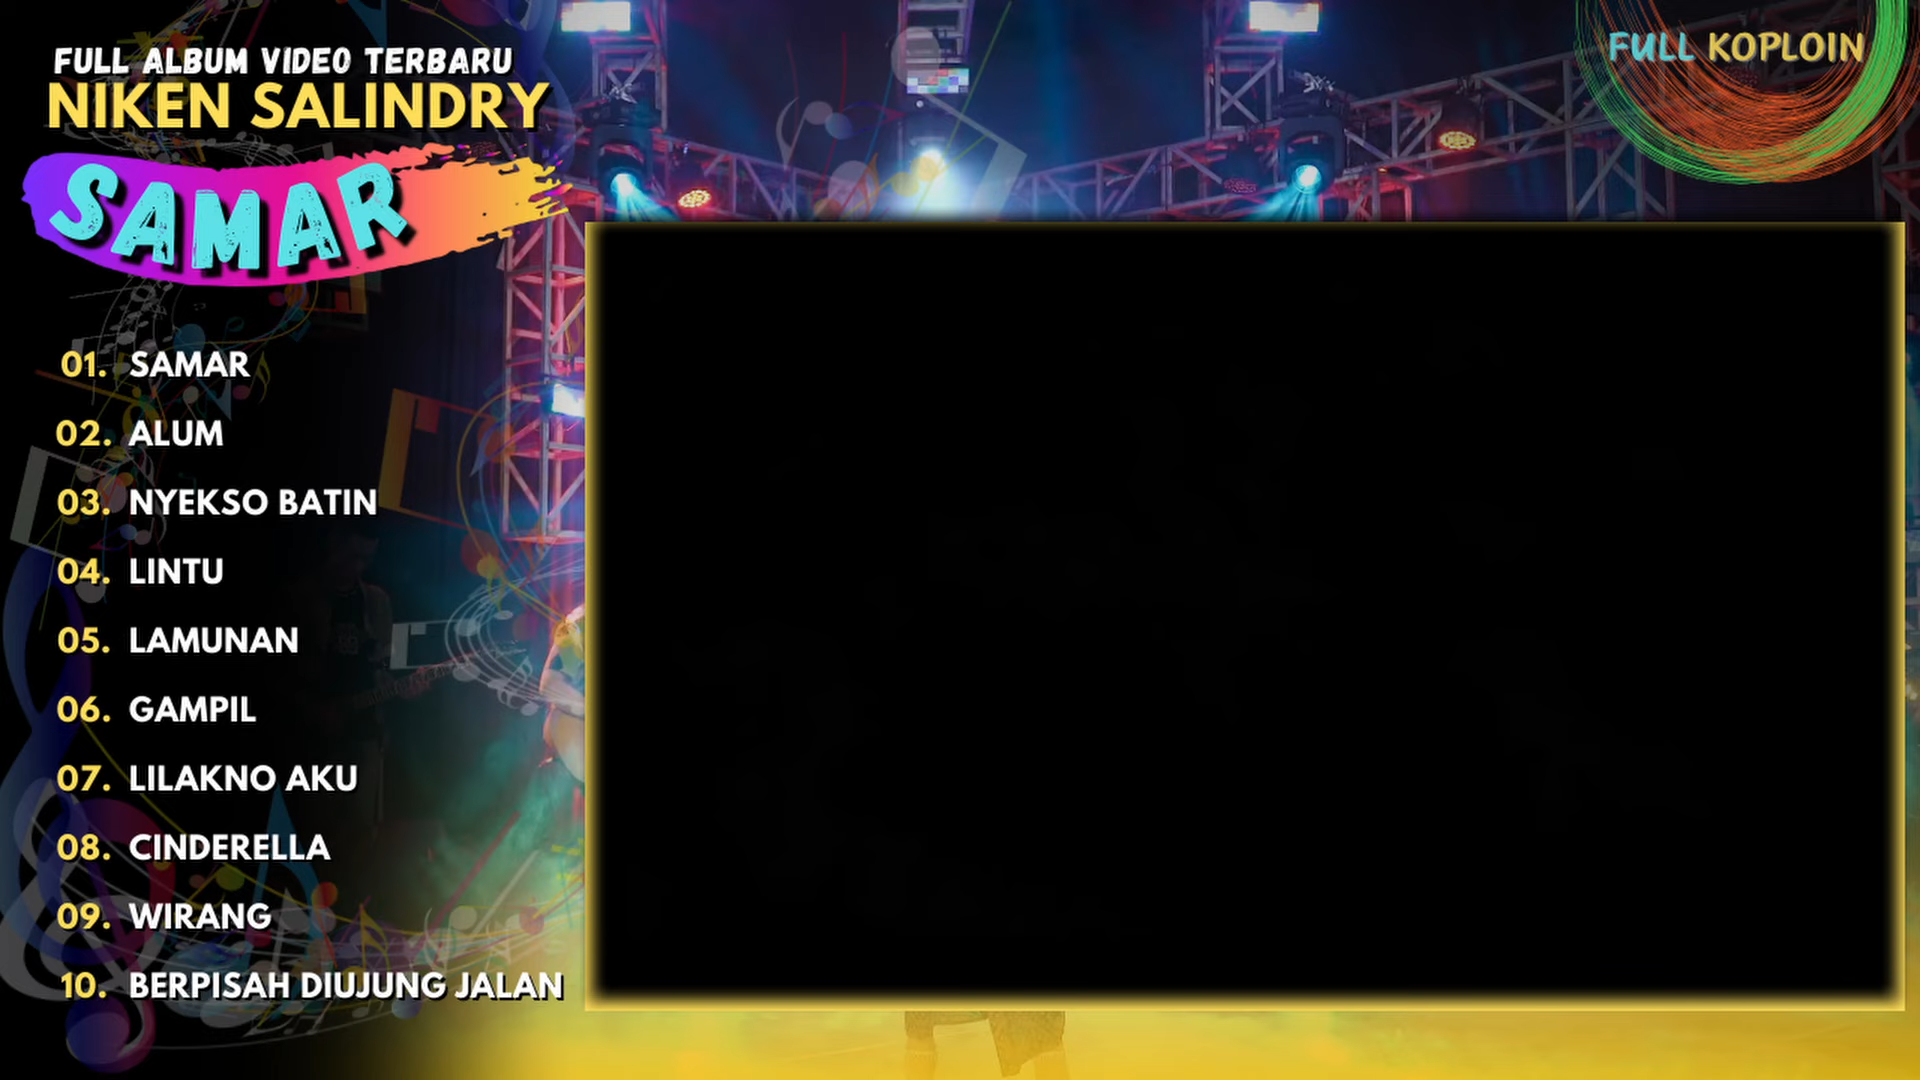 FULL ALBUM VIDEO TERBARU
NIKEN SALINDRY
SAMAR
FULL KOPLOIN
01. SAMAR
02. ALUM
03. NYEKSO BATIN
04. LINTU
05. LAMUNAN
06. GAMPIL
07. LILAKNO AKU
08. CINDERELLA
09. WIRANG
10. BERPISAH DIUJUNG JALAN